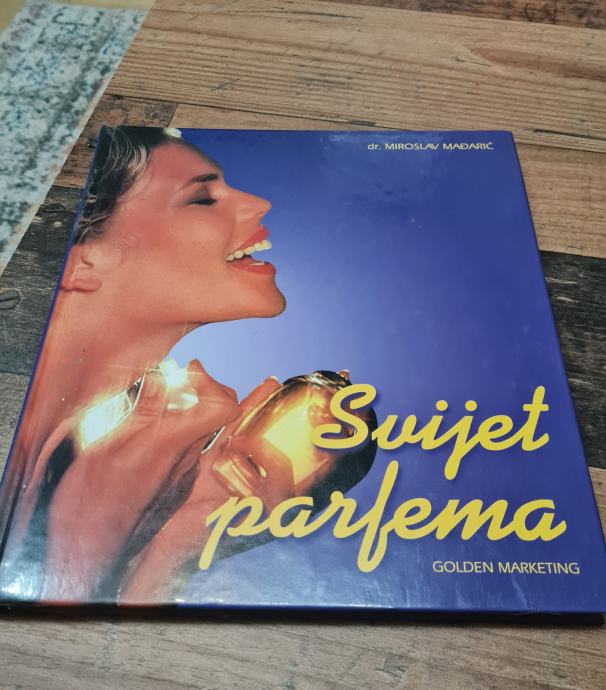 dr. MIROSLAV MAĐARIĆ
Svijet
parfema
GOLDEN MARKETING